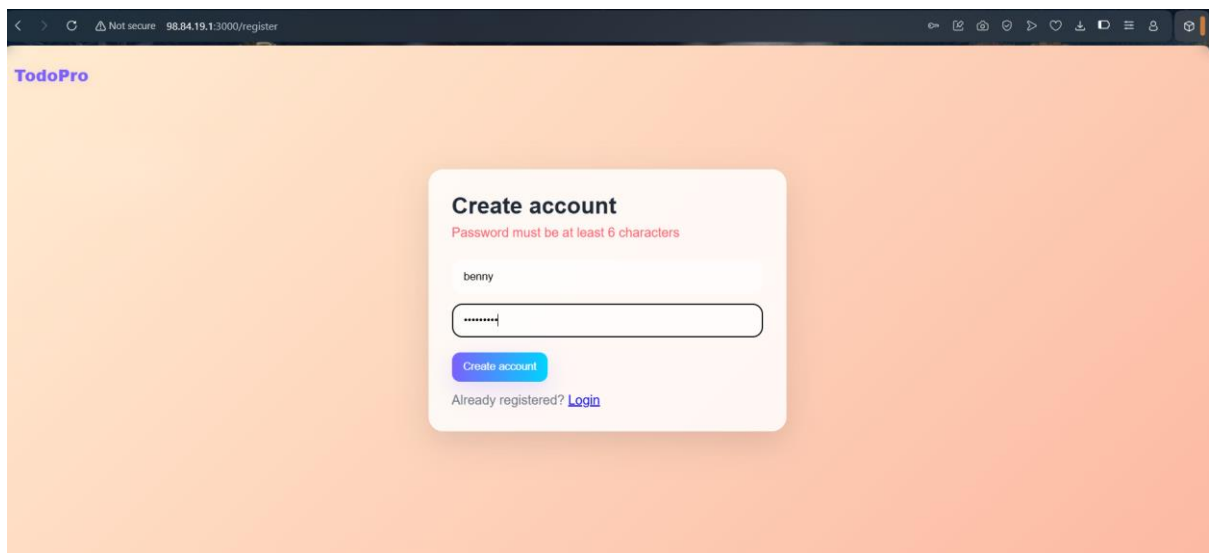 Not secure 98.84.19.1:3000/register
TodoPro
Create account
Password must be at least 6 characters
benny
•••••••••
Create account
Already registered? Login